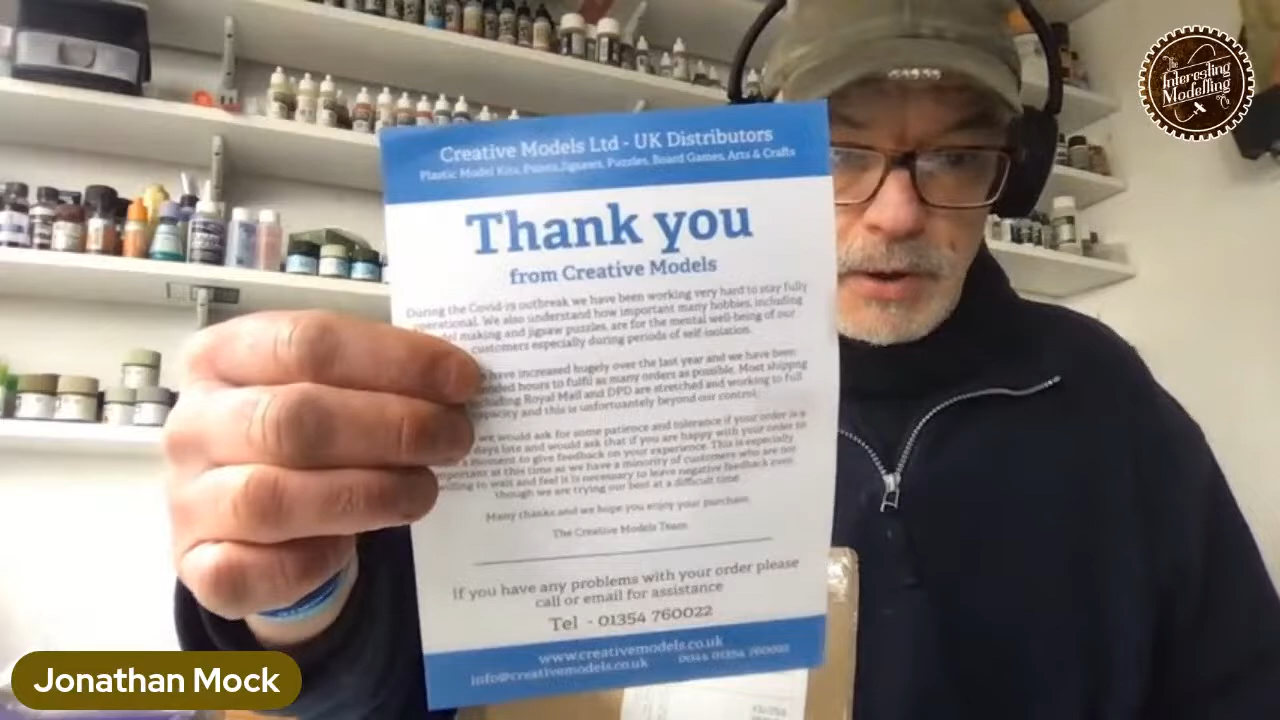 The
Interesting
Modelling
Creative Models Ltd - UK Distributors
Plastic Model Kits, Paints, Jigsaws, Puzzles, Board Games, Arts & Crafts
Thank you
from Creative Models
During the Covid-19 outbreak we have been working very hard to stay fully
operational. We also understand how important many hobbies, including
making and jigsaw puzzles, are for the mental well-being of our
customers especially during periods of self isolation.
have increased hugely over the last year and we have been
hours to fulfil as many orders as possible. Most shippng
Royal Mail and DPD are stretched and working to full
and this is unfortuantely beyond our control.
we would ask for some patience and tolerance if your order is a
days late and would ask that if you are happy with your order to
a moment to give feedback on your experience. This is especially
important at this time as we have a minority of customers who are not
willing to wait and feel it is necessary to leave negative feedback even
though we are trying our best at a difficult time
Many thanks and we hope you enjoy your purchase
The Creative Models Team
If you have any problems with your order please
call or email for assistance
Tel - 01354 760022
www.creativemodels.co.uk
info@creativemodels.co.uk
Jonathan Mock